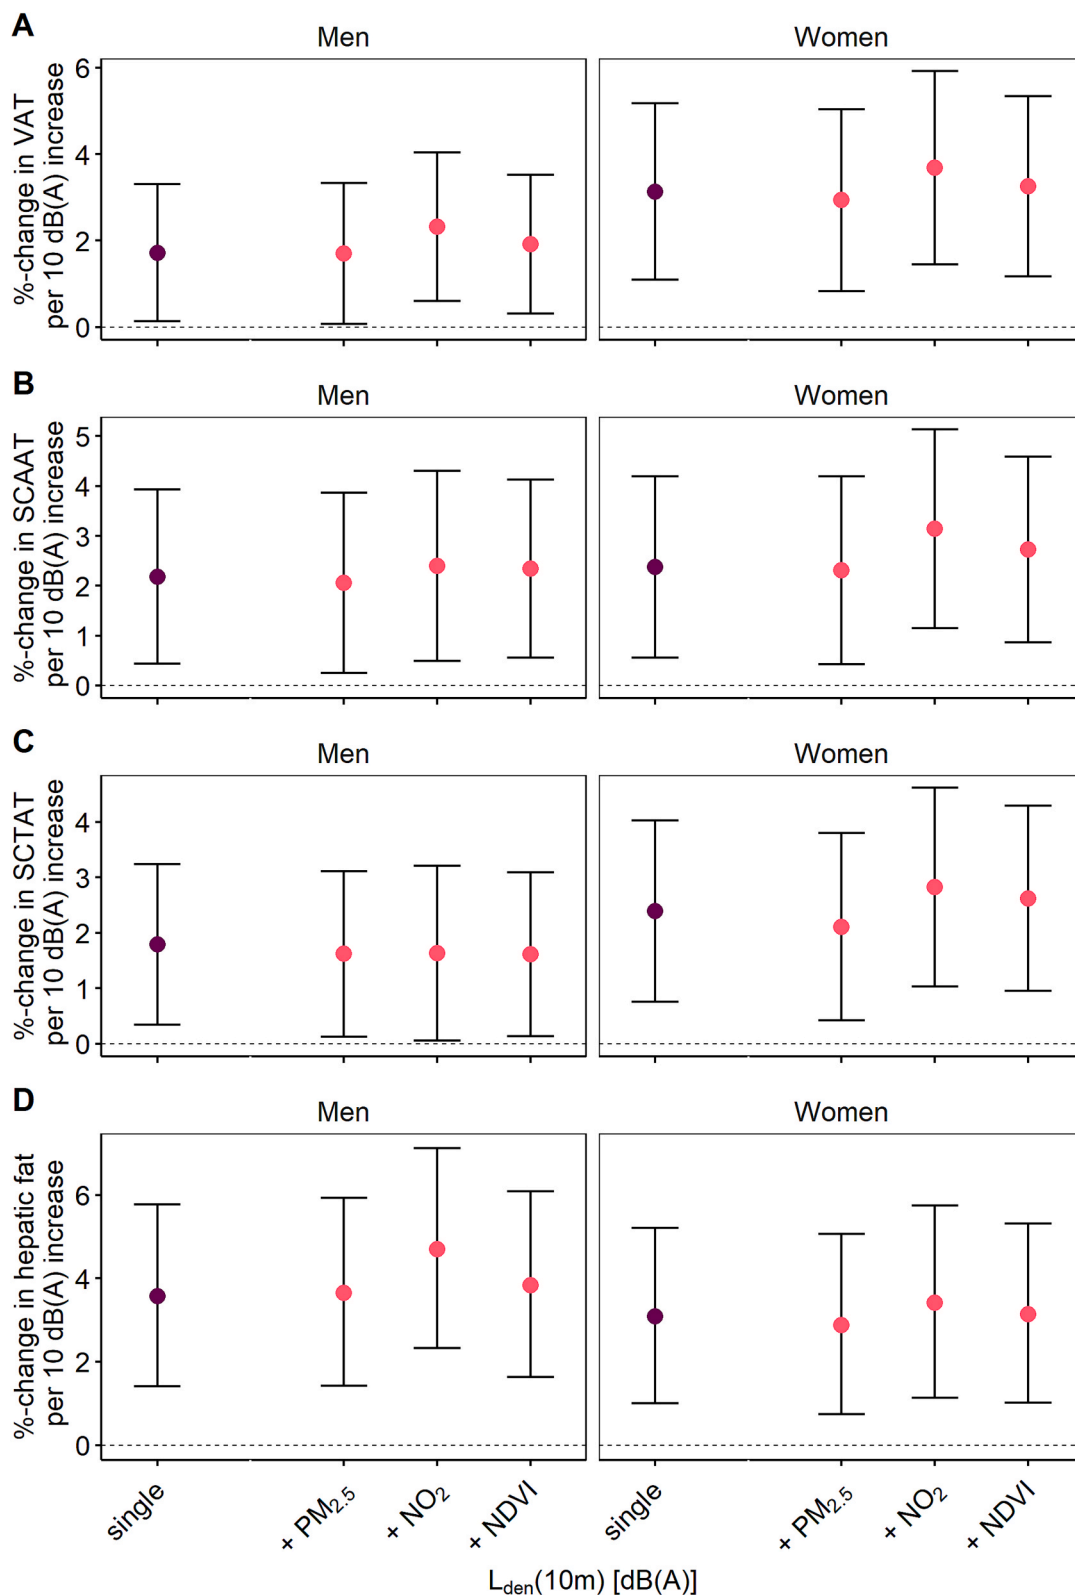 A
Men
Women
%-change in VAT
per 10 dB(A) increase
6
4
2
0
B
Men
Women
%-change in SCAAT
per 10 dB(A) increase
5
4
3
2
1
0
C
Men
Women
%-change in SCTAT
per 10 dB(A) increase
4
3
2
1
0
D
Men
Women
%-change in hepatic fat
per 10 dB(A) increase
6
4
2
0
single
+ PM2.5
+ NO2
+ NDVI
single
+ PM2.5
+ NO2
+ NDVI
Lden(10m) [dB(A)]